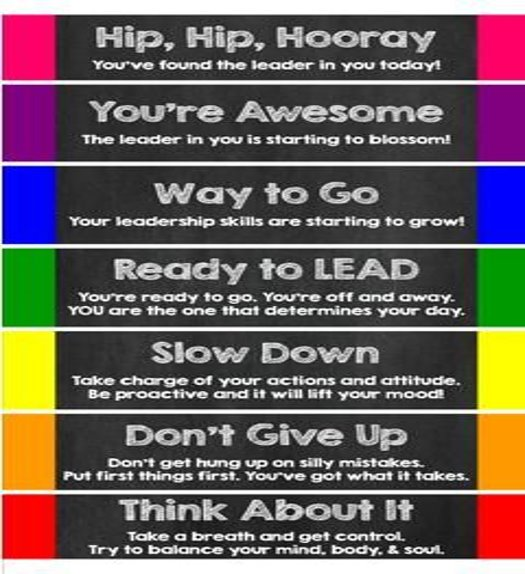 Hip, Hip, Hooray
You've found the leader in you today!
You're Awesome
The leader in you is starting to blossom!
Way to Go
Your leadership skills are starting to grow!
Ready to LEAD
You're ready to go. You're off and away.
YOU are the one that determines your day.
Slow Down
Take charge of your actions and attitude.
Be proactive and it will lift your mood!
Don't Give Up
Don't get hung up on silly mistakes.
Put first things first. You've got what it takes.
Think About It
Take a breath and get control.
Try to balance your mind, body, & soul.